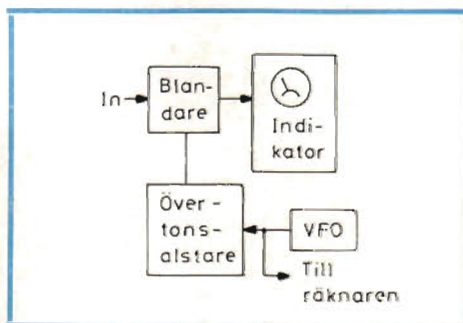 In
Blan-
dare
Indi-
kator
Över-
tons-
alstare
VFO
Till
räknaren